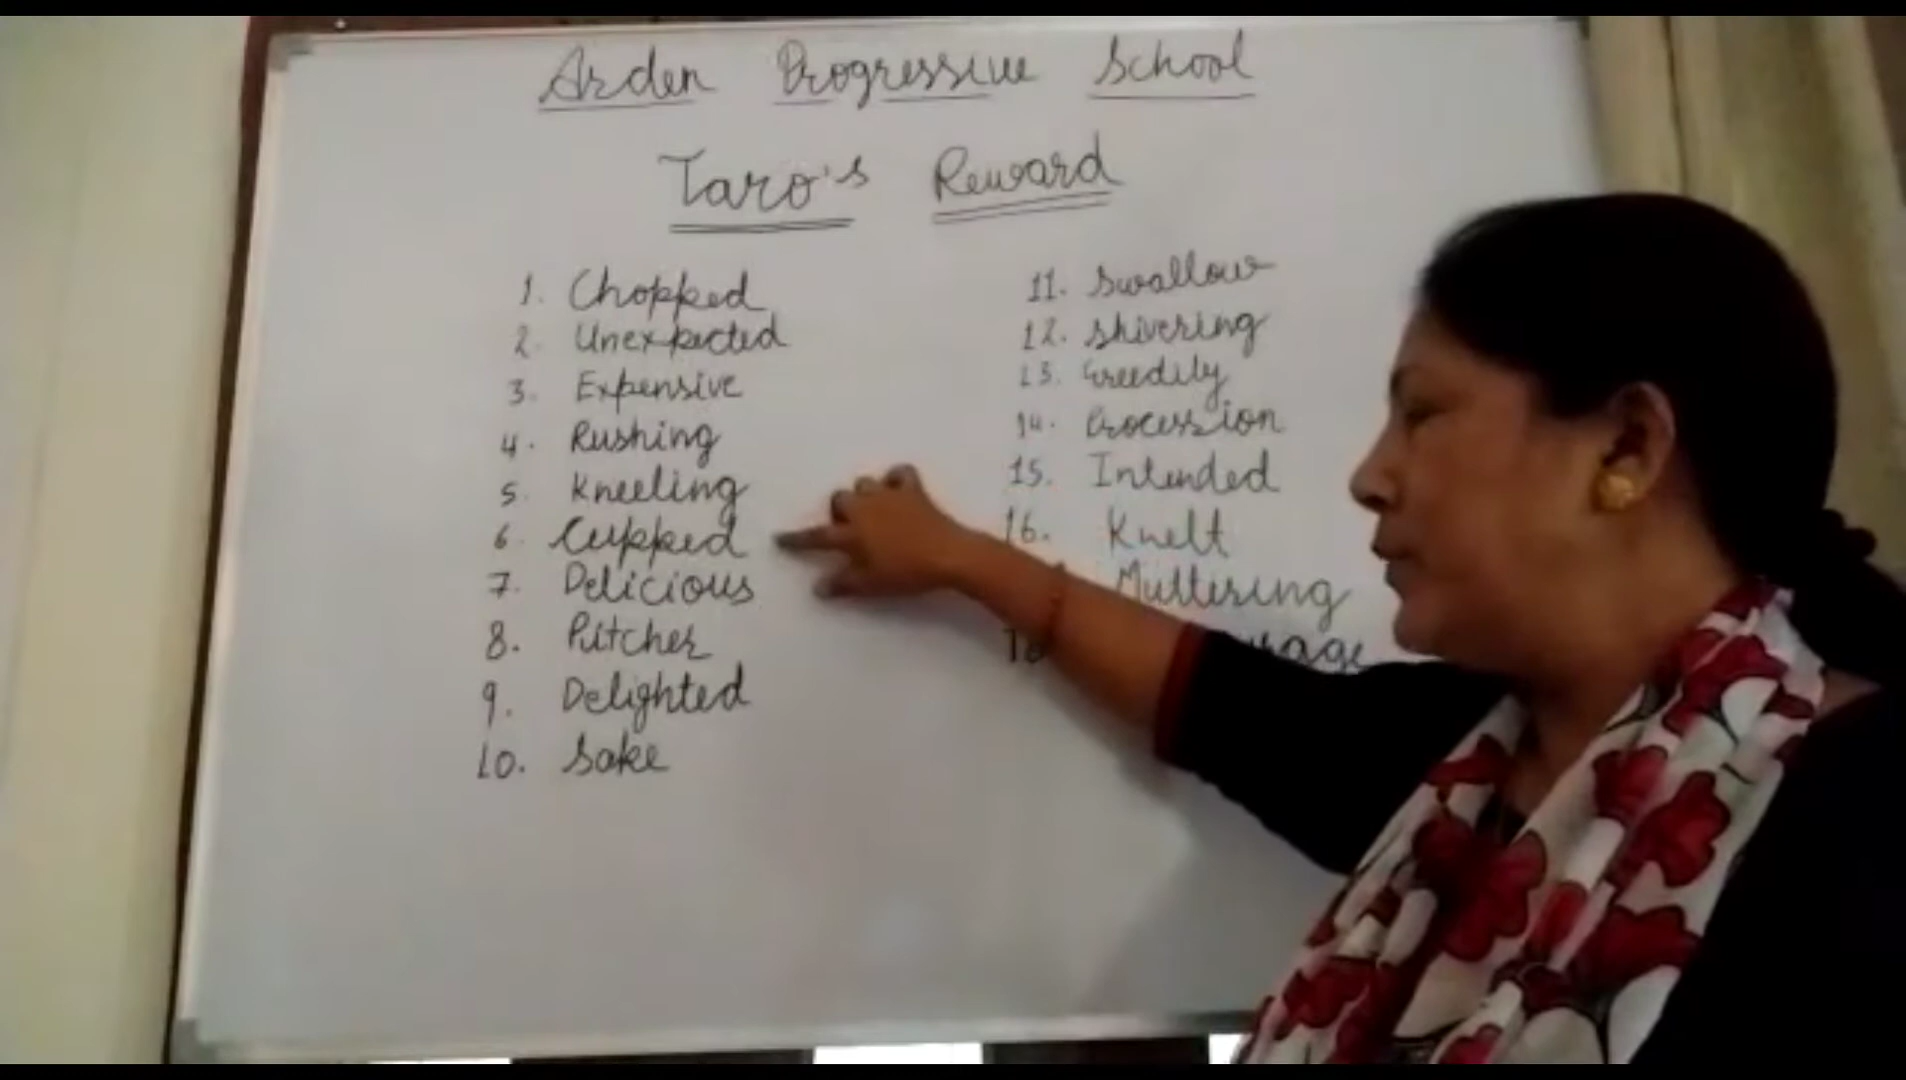 Arden Progressive School
Taro's Reward
1. Chopped
2. Unexpected
3. Expensive
4. Rushing
5. Kneeling
6. Cupped
7. Delicious
8. Pitcher
9. Delighted
10. Sake
11. Swallow
12. Shivering
13. Greedily
14. Procession
15. Intended
16. Knelt
Muttering